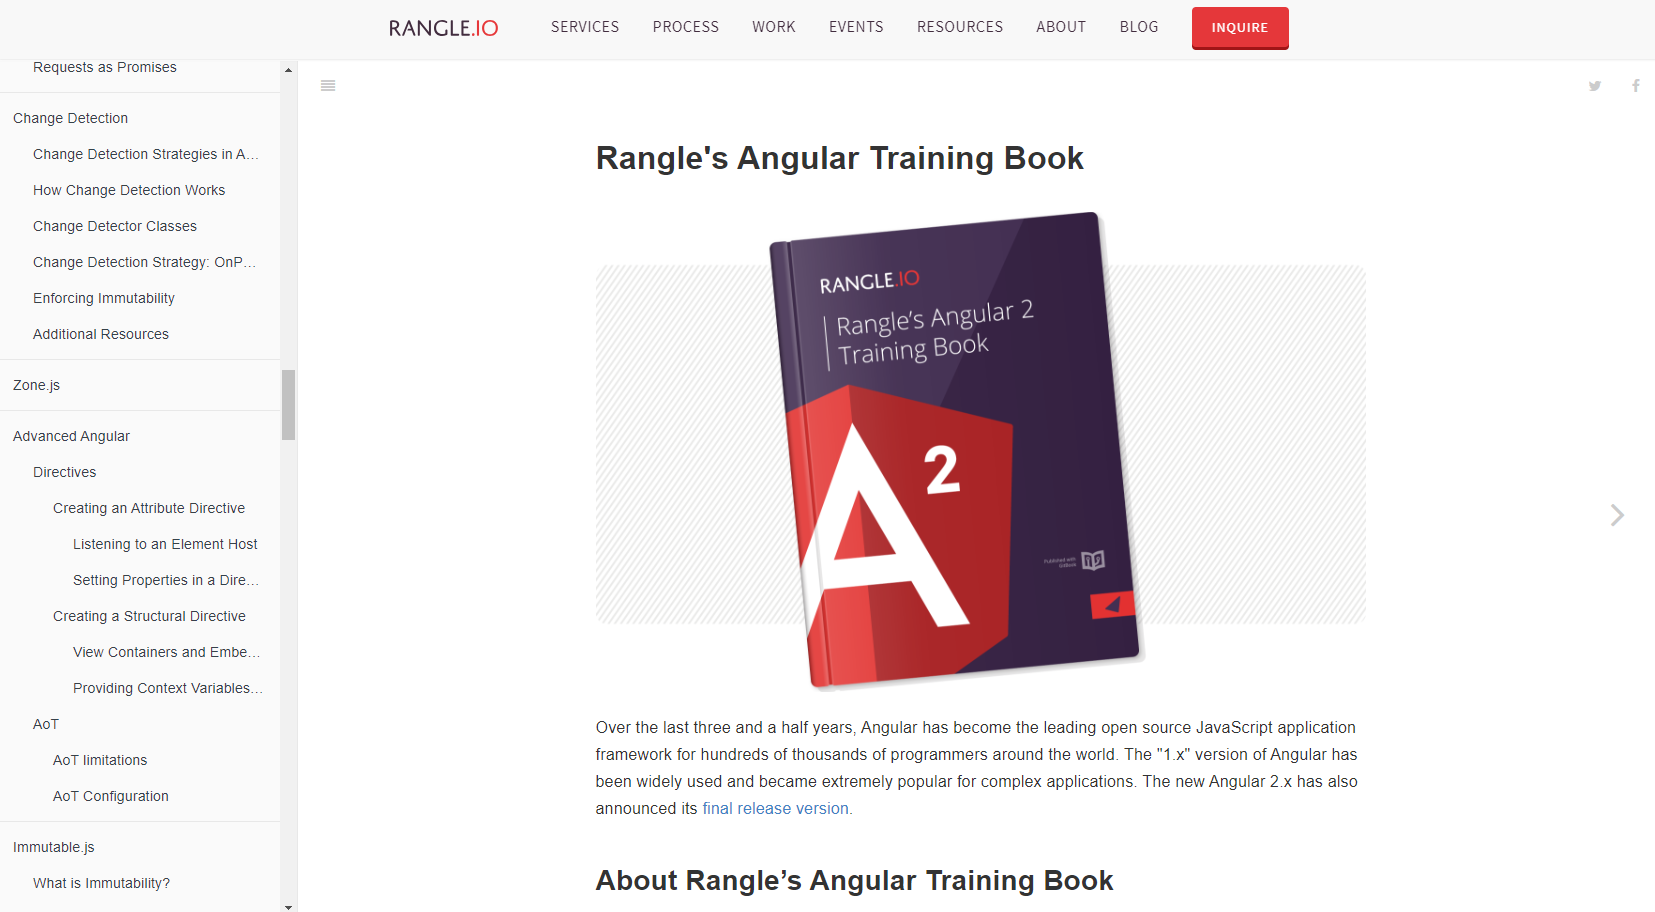 RANGLE.IO
SERVICES
PROCESS
WORK
EVENTS
RESOURCES
ABOUT
BLOG
INQUIRE
Requests as Promises
Change Detection
Change Detection Strategies in A...
How Change Detection Works
Change Detector Classes
Change Detection Strategy: OnP...
Enforcing Immutability
Additional Resources
Zone.js
Advanced Angular
Directives
Creating an Attribute Directive
Listening to an Element Host
Setting Properties in a Dire...
Creating a Structural Directive
View Containers and Embe...
Providing Context Variables...
AoT
AoT limitations
AoT Configuration
Immutable.js
What is Immutability?
Rangle's Angular Training Book
RANGLE.IO
Rangle's Angular 2
Training Book
A2
Published with
GitBook
Over the last three and a half years, Angular has become the leading open source JavaScript application
framework for hundreds of thousands of programmers around the world. The "1.x" version of Angular has
been widely used and became extremely popular for complex applications. The new Angular 2.x has also
announced its final release version.
About Rangle’s Angular Training Book